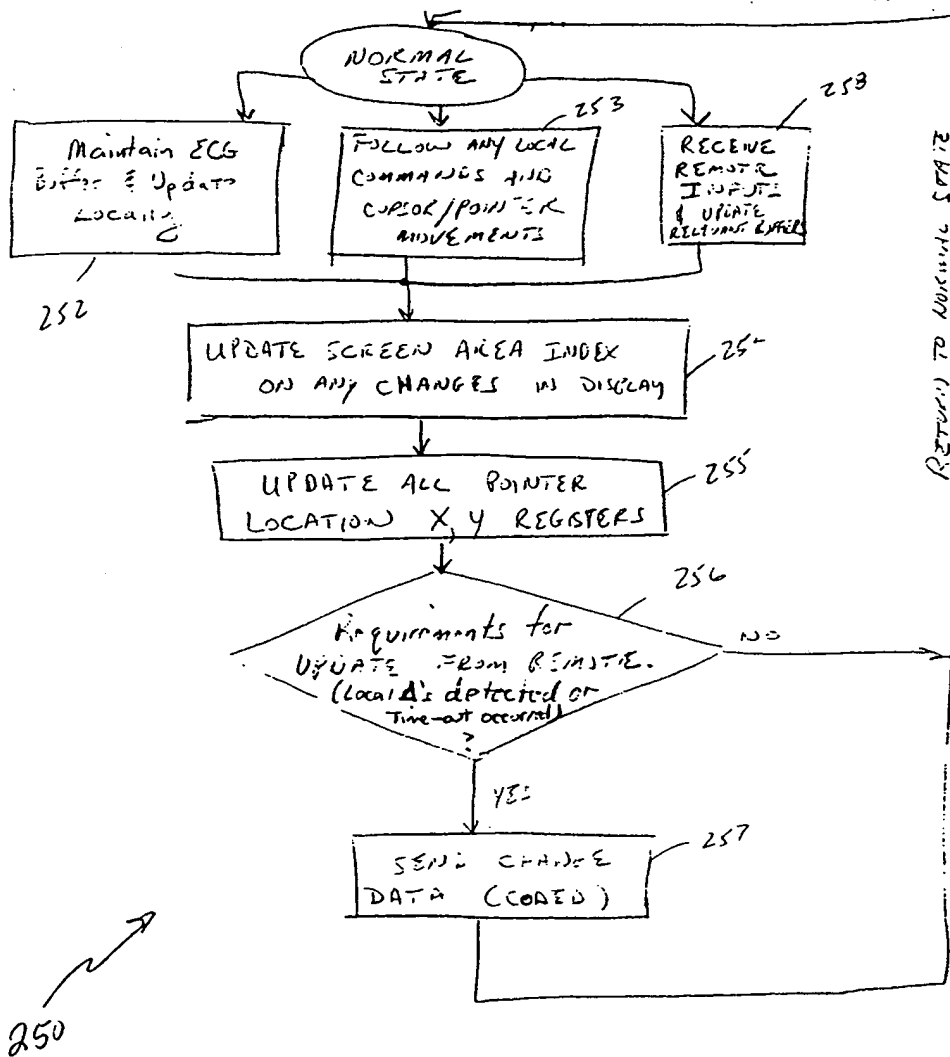 NORMAL
STATE
253
258
Maintain ECG
Buffer & Update
Locally
FOLLOW ANY LOCAL
COMMANDS AND
CURSOR/POINTER
MOVEMENTS
RECEIVE
REMOTE
INPUTS
& UPDATE
RELEVANT BUFFERS
252
UPDATE SCREEN AREA INDEX
ON ANY CHANGES IN DISPLAY
RETURN TO NORMAL STATE
UPDATE ALL POINTER
LOCATION X,Y REGISTERS
255
256
Requirements for
UPDATE FROM REMOTE.
(Local Δ's detected or
Time-out occurred)
?
NO
YES
SEND CHANGE
DATA (CODED)
257
250